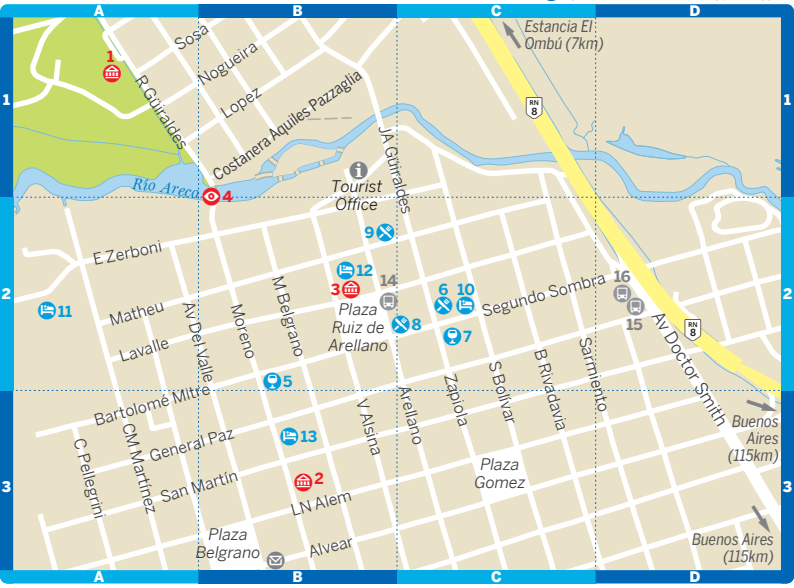 A
B
C
D
Estancia El
Ombú (7km)
Sosa
1
Nogueira
R Güiraldes
Lopez
1
1
RN
8
Costanera Aquiles Pazzaglia
JA Güiraldes
Río Areco
4
Tourist
Office
9
E Zerboni
12
3
14
6
10
16
Segundo Sombra
2
2
11
M Belgrano
Matheu
Plaza
Ruiz de
Arellano
8
15
Av Del Valle
Moreno
7
RN
8
Av Doctor Smith
Lavalle
Sarmiento
B Rivadavia
S Bolívar
Zapiola
5
Bartolomé Mitre
Arellano
V Alsina
Buenos
Aires
(115km)
13
General Paz
C Pellegrini
CM Martínez
Plaza
Gomez
San Martín
2
3
3
LN Alem
Plaza
Belgrano
Alvear
Buenos Aires
(115km)
A
B
C
D